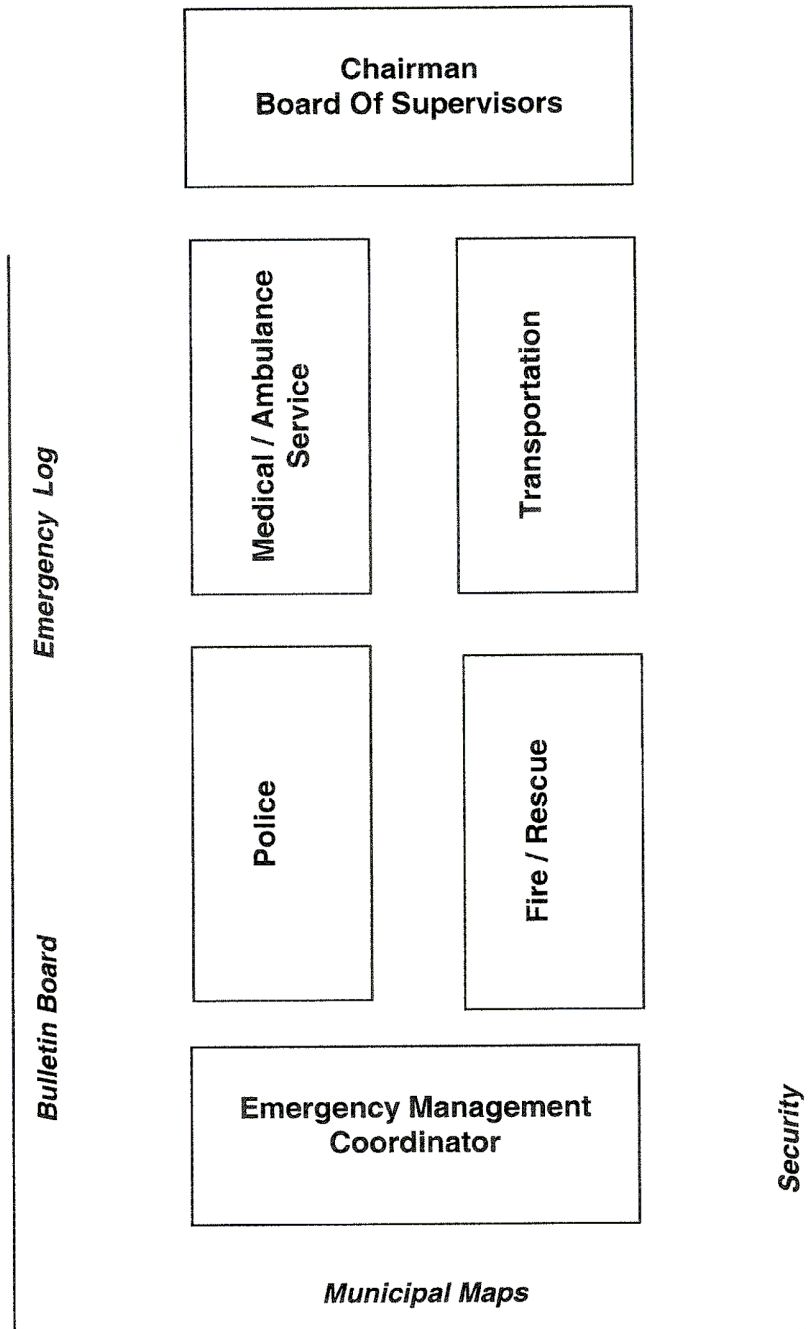 Chairman
Board Of Supervisors
Emergency Log
Medical / Ambulance
Service
Transportation
Bulletin Board
Police
Fire / Rescue
Emergency Management
Coordinator
Security
Municipal Maps